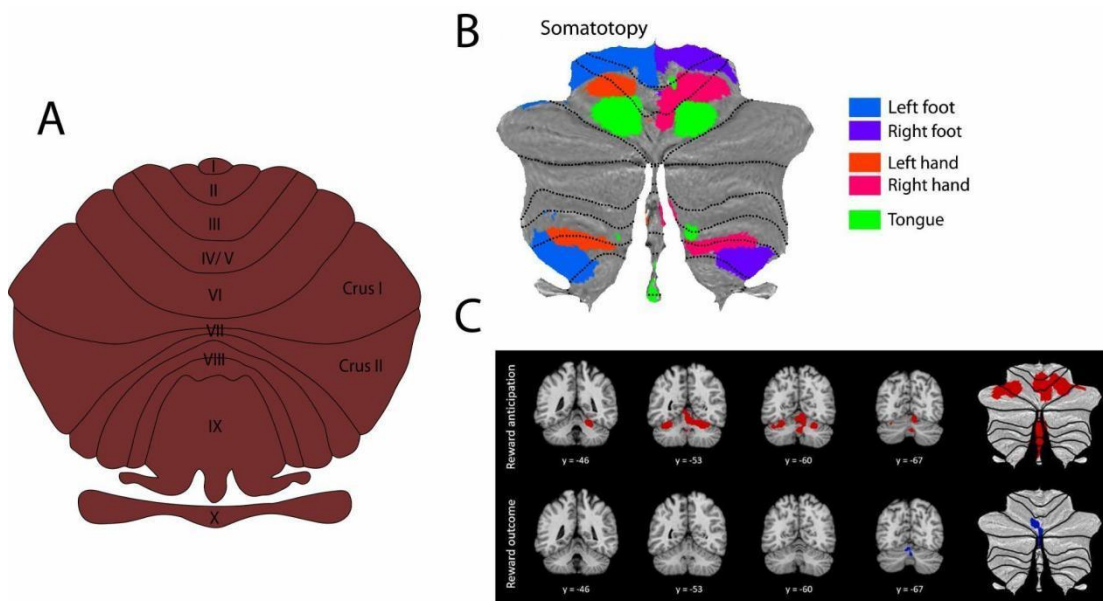 A
I
II
III
IV/ V
VI
Crus I
VII
Crus II
VIII
IX
X
B
Somatotopy
Left foot
Right foot
Left hand
Right hand
Tongue
C
Reward anticipation
y = -46
y = -53
y = -60
y = -67
Reward outcome
y = -46
y = -53
y = -60
y = -67